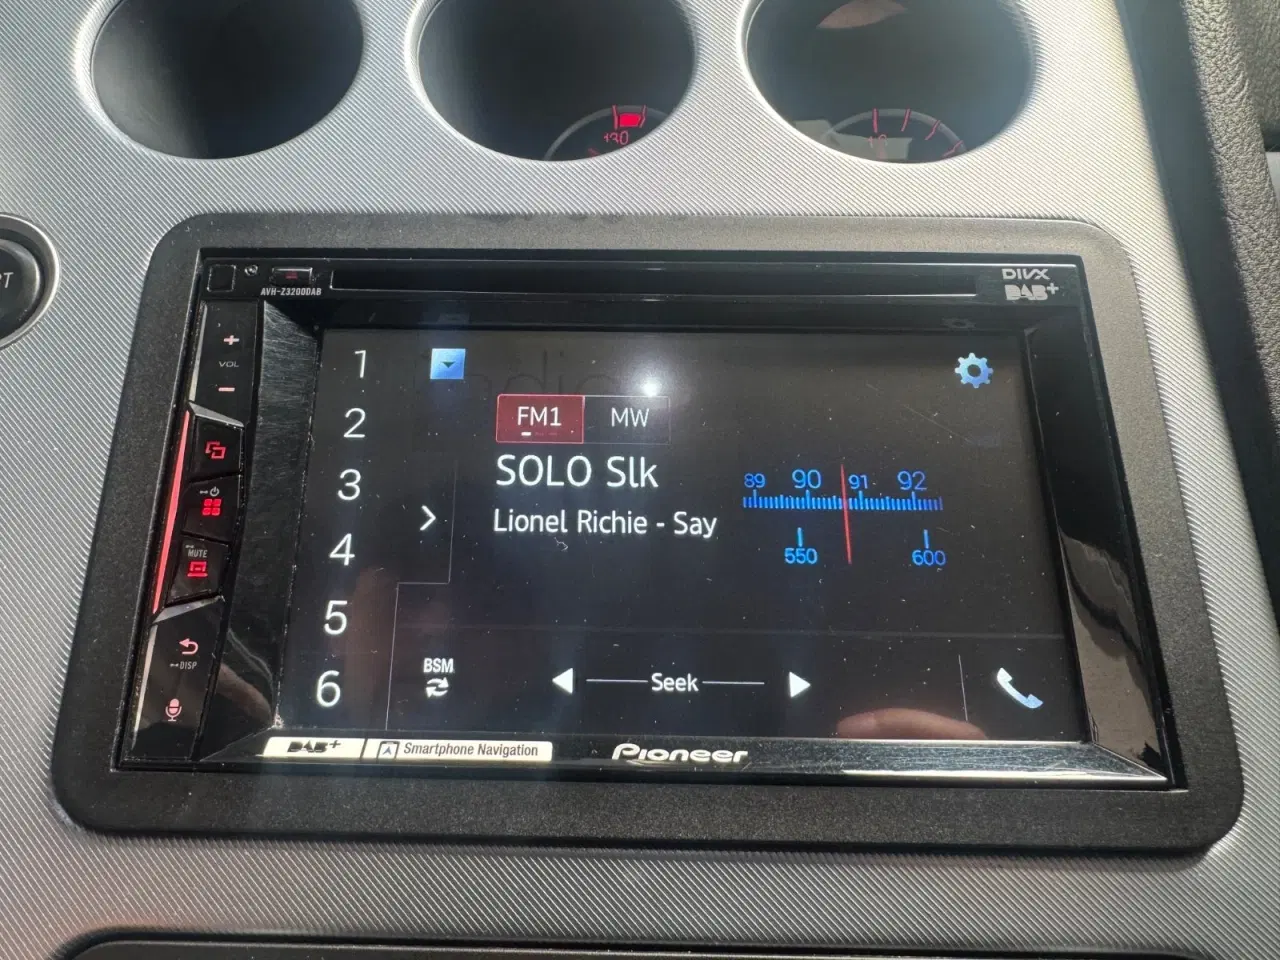 130
RT
DIVX
AVH-Z3200DAB
DAB+
+
VOL
-
1
2
3
4
5
6
FM1
MW
SOLO Slk
Lionel Richie - Say
89 90 91 92
550 600
MUTE
DISP
BSM
Seek
DAB+
Smartphone Navigation
Pioneer